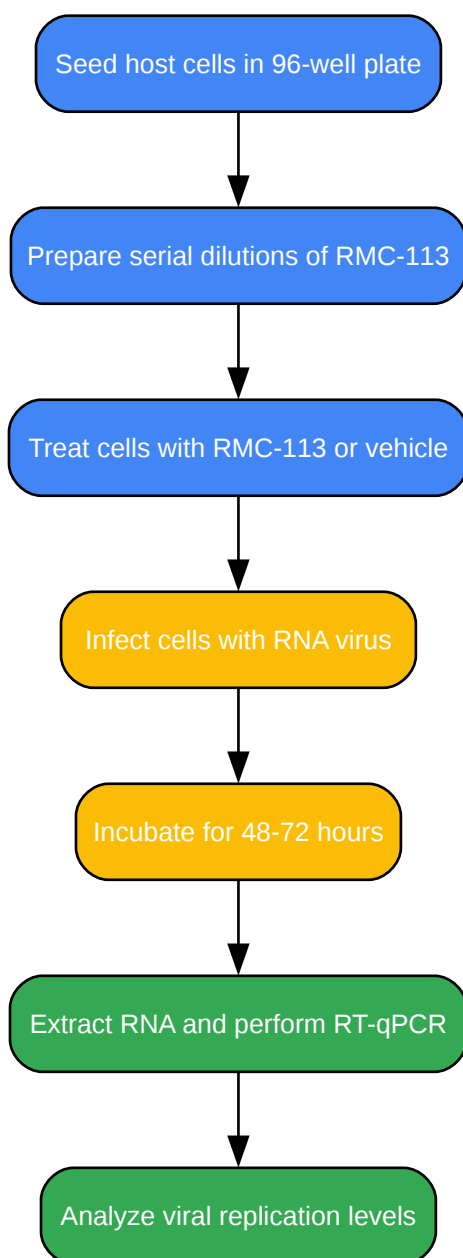 Seed host cells in 96-well plate
Prepare serial dilutions of RMC-113
Treat cells with RMC-113 or vehicle
Infect cells with RNA virus
Incubate for 48-72 hours
Extract RNA and perform RT-qPCR
Analyze viral replication levels